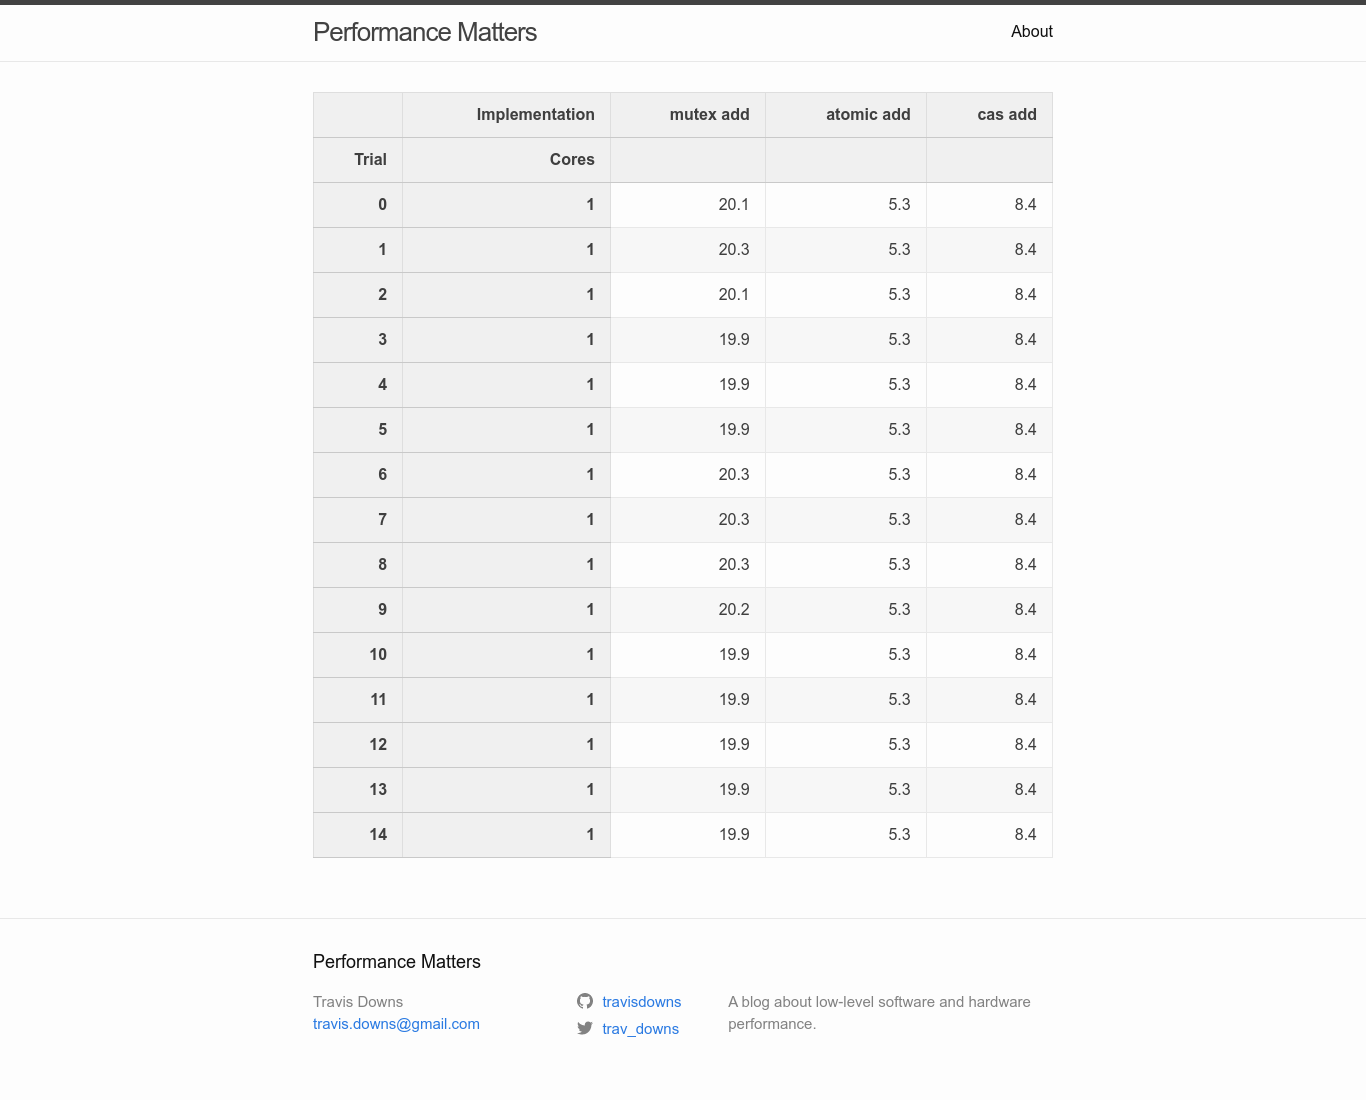 Performance Matters About
Implementation mutex add atomic add cas add
Trial Cores
0 1 20.1 5.3 8.4
1 1 20.3 5.3 8.4
2 1 20.1 5.3 8.4
3 1 19.9 5.3 8.4
4 1 19.9 5.3 8.4
5 1 19.9 5.3 8.4
6 1 20.3 5.3 8.4
7 1 20.3 5.3 8.4
8 1 20.3 5.3 8.4
9 1 20.2 5.3 8.4
10 1 19.9 5.3 8.4
11 1 19.9 5.3 8.4
12 1 19.9 5.3 8.4
13 1 19.9 5.3 8.4
14 1 19.9 5.3 8.4
Performance Matters
Travis Downs
travis.downs@gmail.com
travisdowns
trav_downs
A blog about low-level software and hardware
performance.